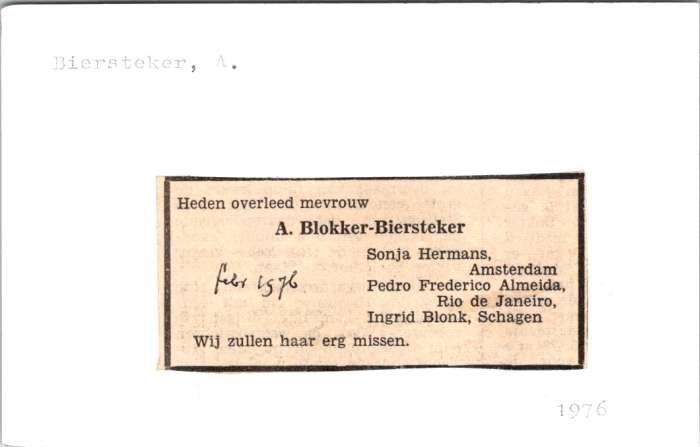 Biersteker, A.
Heden overleed mevrouw
A. Blokker-Biersteker
Sonja Hermans,
Amsterdam
febr 1976
Pedro Frederico Almeida,
Rio de Janeiro,
Ingrid Blonk, Schagen
Wij zullen haar erg missen.
1976